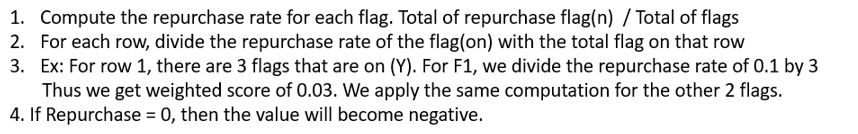 1. Compute the repurchase rate for each flag. Total of repurchase flag(n) / Total of flags
2. For each row, divide the repurchase rate of the flag(on) with the total flag on that row
3. Ex: For row 1, there are 3 flags that are on (Y). For F1, we divide the repurchase rate of 0.1 by 3
Thus we get weighted score of 0.03. We apply the same computation for the other 2 flags.
4. If Repurchase = 0, then the value will become negative.